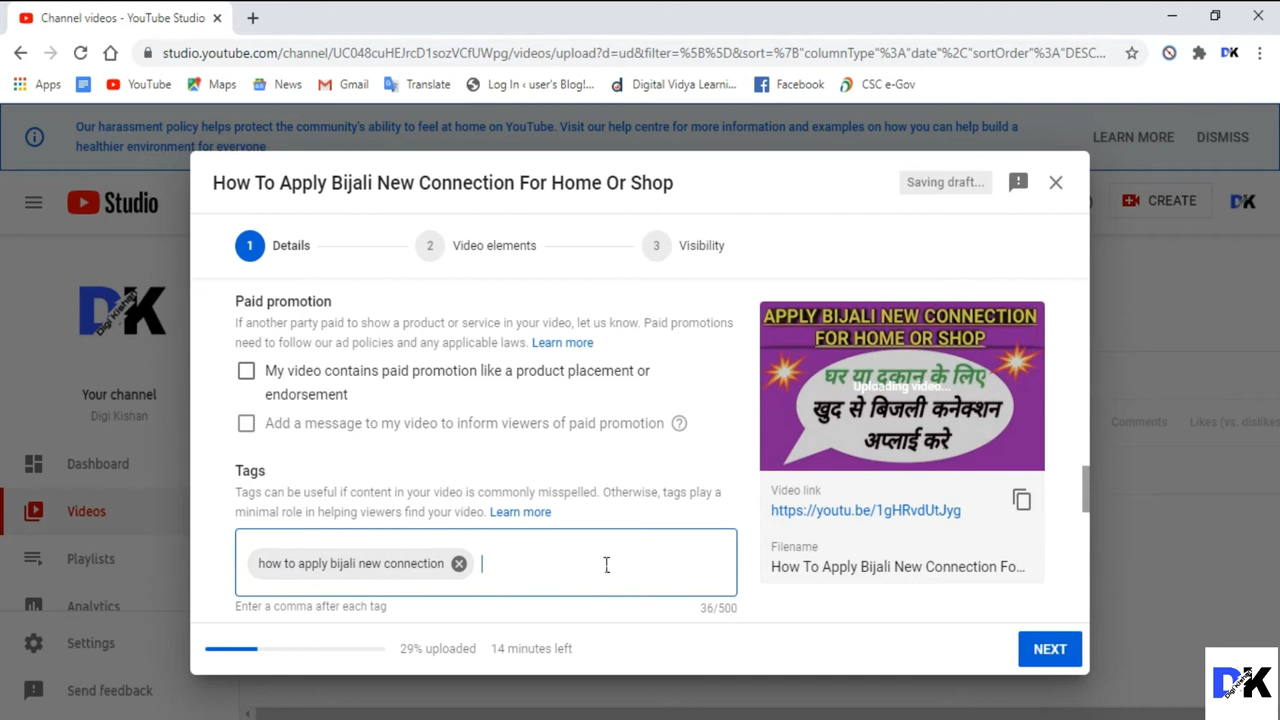 Channel videos - YouTube Studio
studio.youtube.com/channel/UC048cuHEJrcD1sozVCfUWpg/videos/upload?d=ud&filter=%5B%5D&sort=%7B"columnType"%3A"date"%2C"sortOrder"%3A"DESC...
DK
Apps
YouTube
Maps
News
Gmail
Translate
Log In ‹ user's Blog!...
Digital Vidya Learni...
Facebook
CSC e-Gov
Our harassment policy helps protect the community's ability to feel at home on YouTube. Visit our help centre for more information and examples on how you can help build a
healthier environment for everyone
LEARN MORE
DISMISS
Studio
CREATE
DK
How To Apply Bijali New Connection For Home Or Shop
Saving draft...
1 Details
2 Video elements
3 Visibility
DK
Digi Kishan
Your channel
Digi Kishan
Dashboard
Videos
Playlists
Analytics
Settings
Send feedback
Paid promotion
If another party paid to show a product or service in your video, let us know. Paid promotions
need to follow our ad policies and any applicable laws. Learn more
My video contains paid promotion like a product placement or
endorsement
Add a message to my video to inform viewers of paid promotion
Tags
Tags can be useful if content in your video is commonly misspelled. Otherwise, tags play a
minimal role in helping viewers find your video. Learn more
how to apply bijali new connection
Enter a comma after each tag
36/500
APPLY BIJALI NEW CONNECTION
FOR HOME OR SHOP
घर या दुकान के लिए
Uploading video...
खुद से बिजली कनेक्शन
अप्लाई करे
Video link
https://youtu.be/1gHRvdUtJyg
Filename
How To Apply Bijali New Connection Fo...
Comments
Likes (vs. dislikes
29% uploaded
14 minutes left
NEXT
DK
Digi Kishan